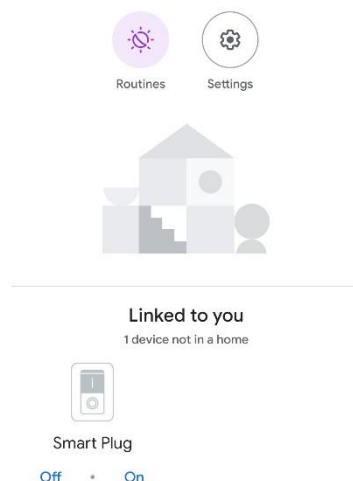 Routines Settings
Linked to you
1 device not in a home
Smart Plug
Off • On